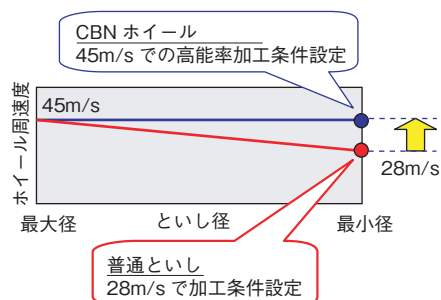 CBN ホイール
45m/s での高能率加工条件設定
ホイール周速度
45m/s
28m/s
最大径
といし径
最小径
普通といし
28m/s で加工条件設定